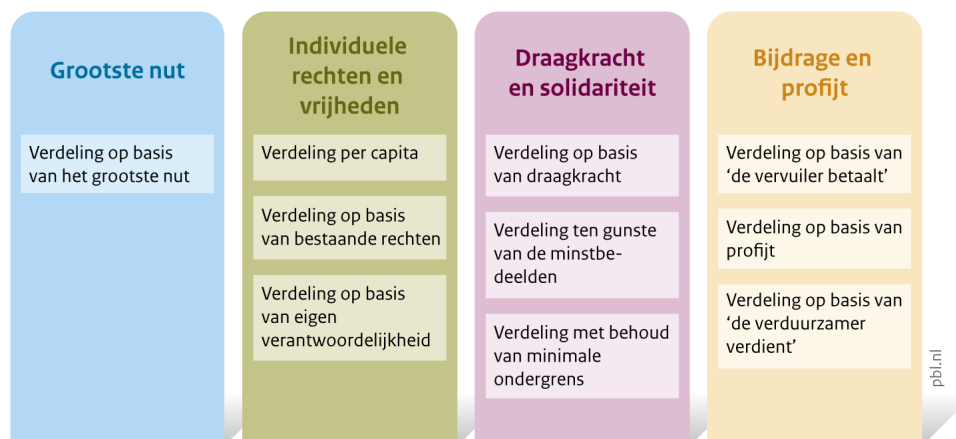 Grootste nut
Verdeling op basis
van het grootste nut
Individuele
rechten en
vrijheden
Verdeling per capita
Verdeling op basis
van bestaande rechten
Verdeling op basis
van eigen
verantwoordelijkheid
Draagkracht
en solidariteit
Verdeling op basis
van draagkracht
Verdeling ten gunste
van de minstbe-
deelden
Verdeling met behoud
van minimale
ondergrens
Bijdrage en
profijt
Verdeling op basis van
‘de vervuiler betaalt’
Verdeling op basis van
profijt
Verdeling op basis van
‘de verduurzamer
verdient’
pbl.nl